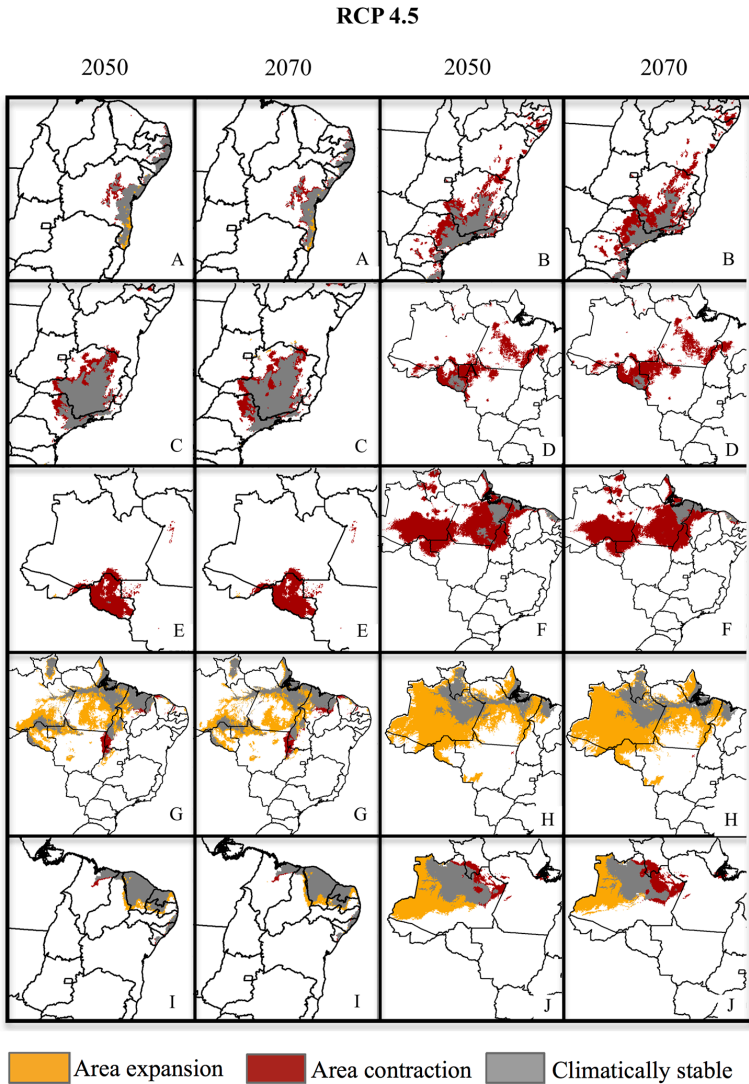 RCP 4.5
2050 2070 2050 2070
A A B B
C C D D
E E F F
G G H H
I I J J
Area expansion Area contraction Climatically stable